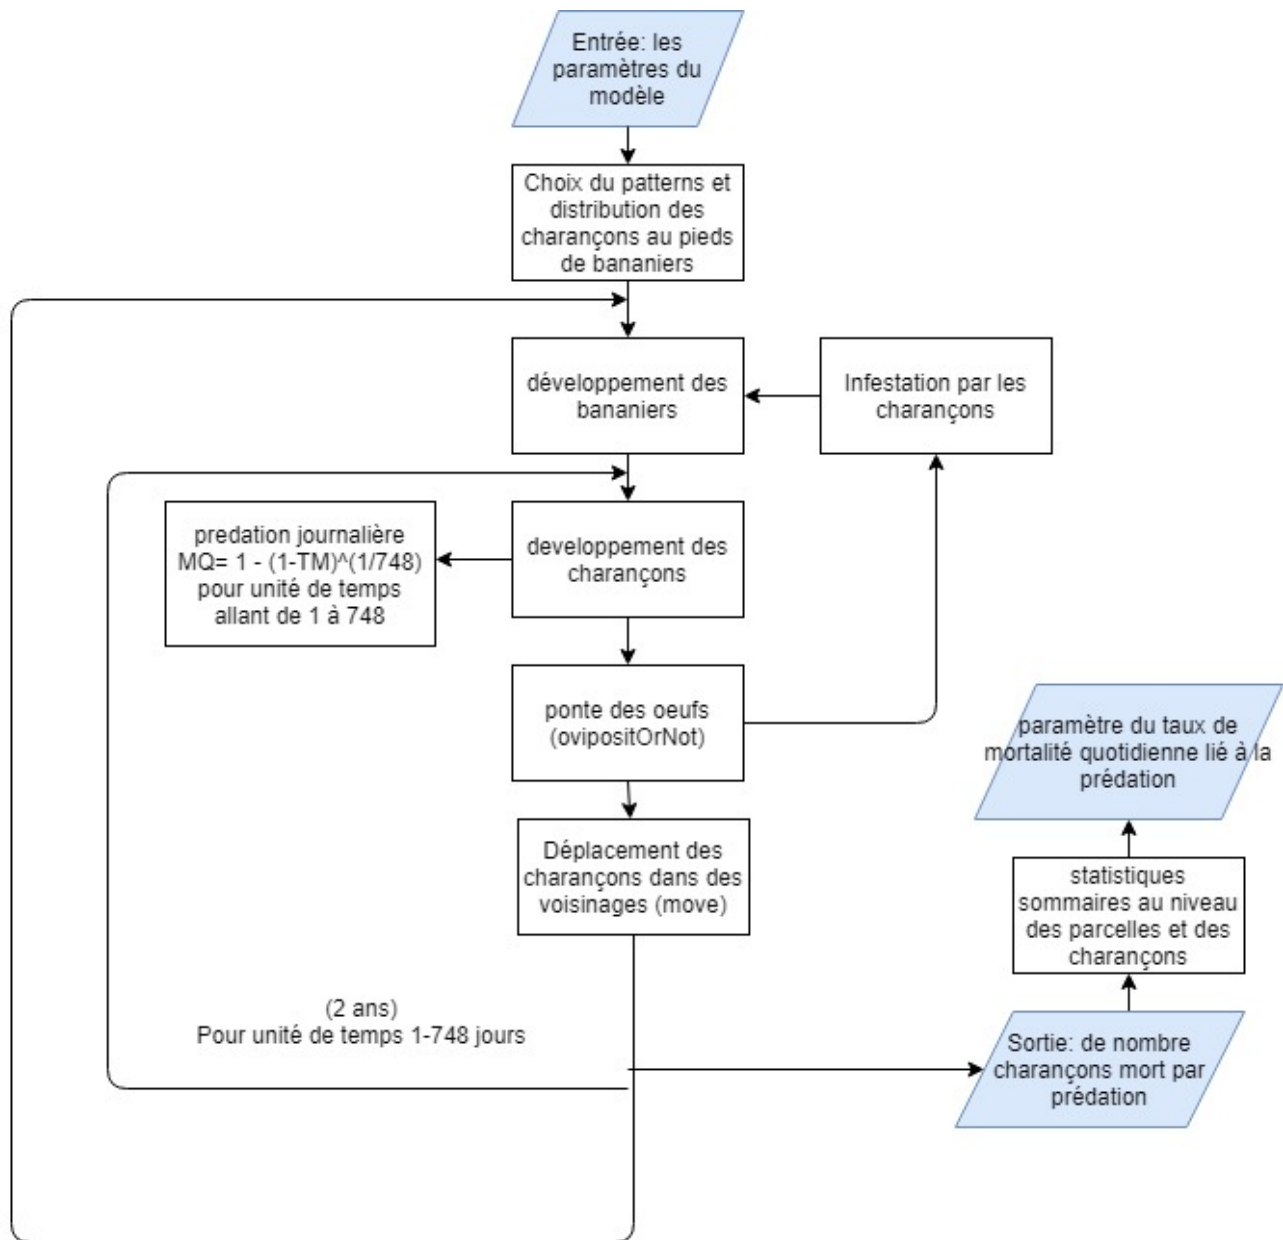 Entrée: les
paramètres du
modèle
Choix du patterns et
distribution des
charançons au pieds
de bananiers
développement des
bananiers
Infestation par les
charançons
predation journalière
MQ= 1 - (1-TM)^(1/748)
pour unité de temps
allant de 1 à 748
developpement des
charançons
ponte des oeufs
(ovipositOrNot)
paramètre du taux de
mortalité quotidienne lié à la
prédation
Déplacement des
charançons dans des
voisinages (move)
statistiques
sommaires au niveau
des parcelles et des
charançons
(2 ans)
Pour unité de temps 1-748 jours
Sortie: de nombre
charançons mort par
prédation